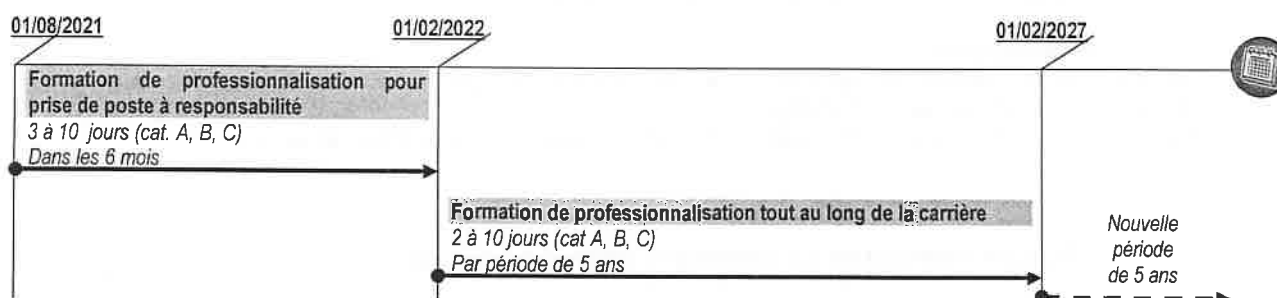 01/08/2021
01/02/2022
01/02/2027
Formation de professionnalisation pour
prise de poste à responsabilité
3 à 10 jours (cat. A, B, C)
Dans les 6 mois
Formation de professionnalisation tout au long de la carrière
2 à 10 jours (cat A, B, C)
Par période de 5 ans
Nouvelle
période
de 5 ans